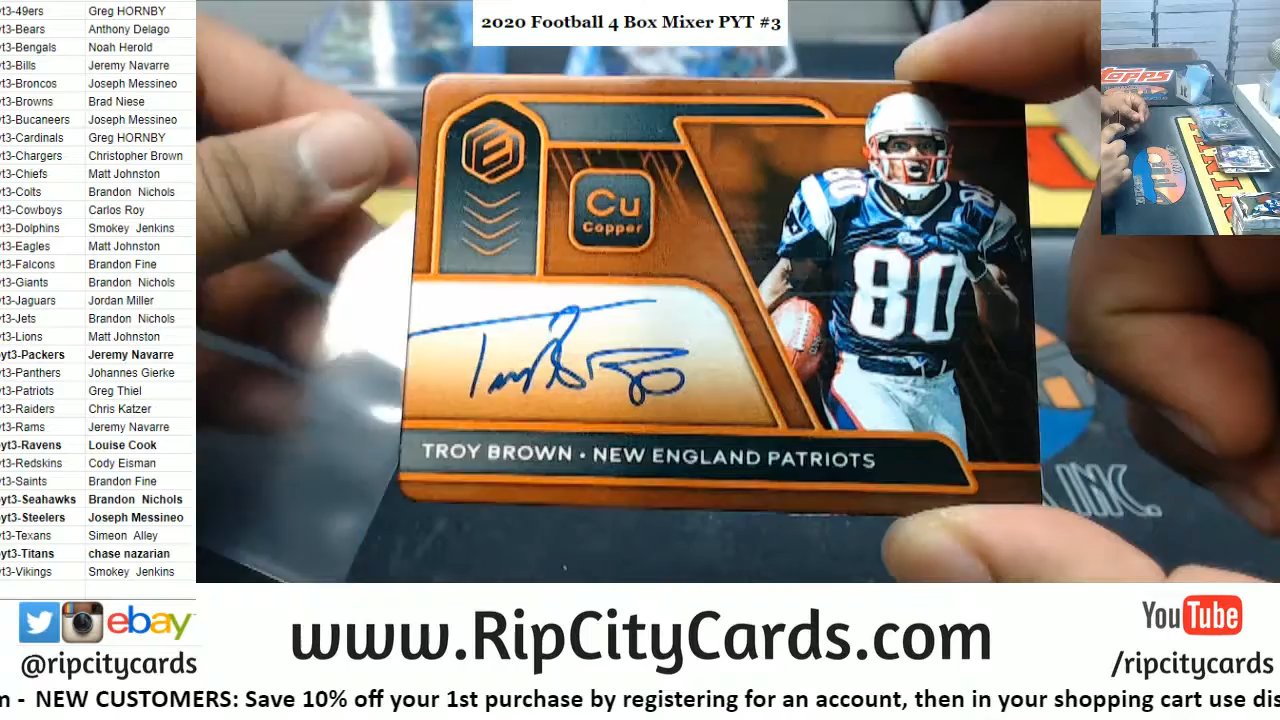 2020 Football 4 Box Mixer PYT #3
yt3-49ers Greg HORNBY
yt3-Bears Anthony Delago
yt3-Bengals Noah Herold
yt3-Bills Jeremy Navarre
yt3-Broncos Joseph Messineo
yt3-Browns Brad Niese
yt3-Bucaneers Joseph Messineo
yt3-Cardinals Greg HORNBY
yt3-Chargers Christopher Brown
yt3-Chiefs Matt Johnston
yt3-Colts Brandon Nichols
yt3-Cowboys Carlos Roy
yt3-Dolphins Smokey Jenkins
yt3-Eagles Matt Johnston
yt3-Falcons Brandon Fine
yt3-Giants Brandon Nichols
yt3-Jaguars Jordan Miller
yt3-Jets Brandon Nichols
yt3-Lions Matt Johnston
yt3-Packers Jeremy Navarre
yt3-Panthers Johannes Gierke
yt3-Patriots Greg Thiel
yt3-Raiders Chris Katzer
yt3-Rams Jeremy Navarre
yt3-Ravens Louise Cook
yt3-Redskins Cody Eisman
yt3-Saints Brandon Fine
yt3-Seahawks Brandon Nichols
yt3-Steelers Joseph Messineo
yt3-Texans Simeon Alley
yt3-Titans chase nazarian
yt3-Vikings Smokey Jenkins
Cu
Copper
80
80
80
TROY BROWN • NEW ENGLAND PATRIOTS
INC.
Topps
ebay
@ripcitycards
www.RipCityCards.com
YouTube
/ripcitycards
m - NEW CUSTOMERS: Save 10% off your 1st purchase by registering for an account, then in your shopping cart use dis